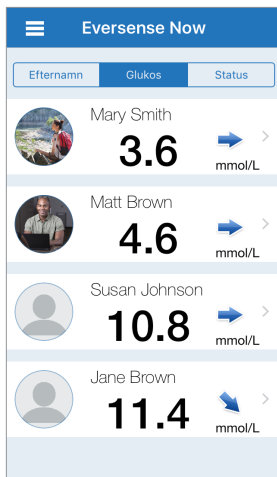 Eversense Now
Efternamn Glukos Status
Mary Smith
3.6
mmol/L
Matt Brown
4.6
mmol/L
Susan Johnson
10.8
mmol/L
Jane Brown
11.4
mmol/L